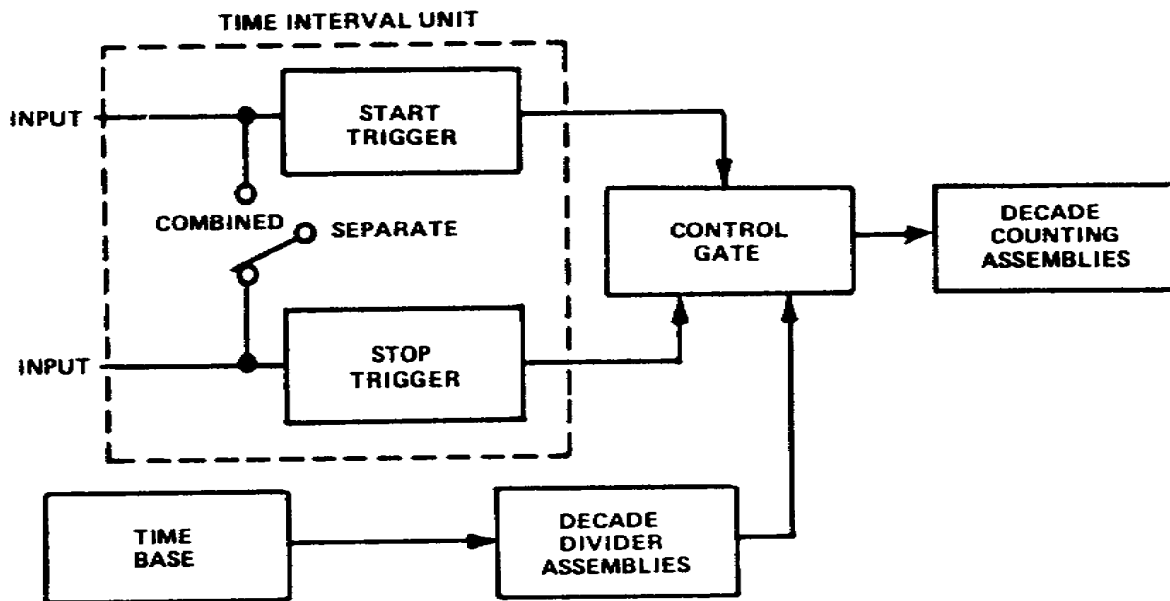 TIME INTERVAL UNIT
INPUT
START
TRIGGER
COMBINED
SEPARATE
CONTROL
GATE
DECADE
COUNTING
ASSEMBLIES
INPUT
STOP
TRIGGER
TIME
BASE
DECADE
DIVIDER
ASSEMBLIES